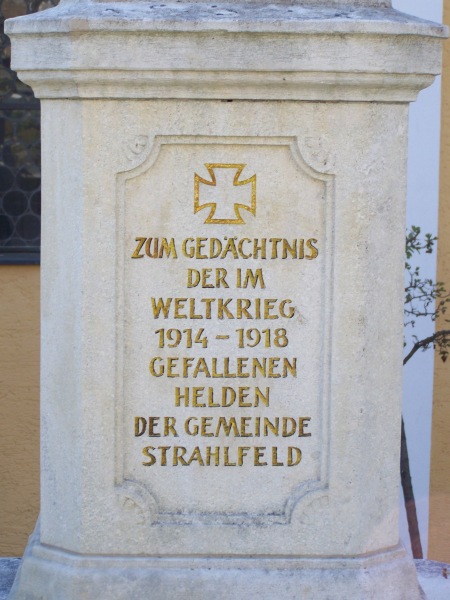 ZUM GEDÄCHTNIS
DER IM
WELTKRIEG
1914 – 1918
GEFALLENEN
HELDEN
DER GEMEINDE
STRAHLFELD